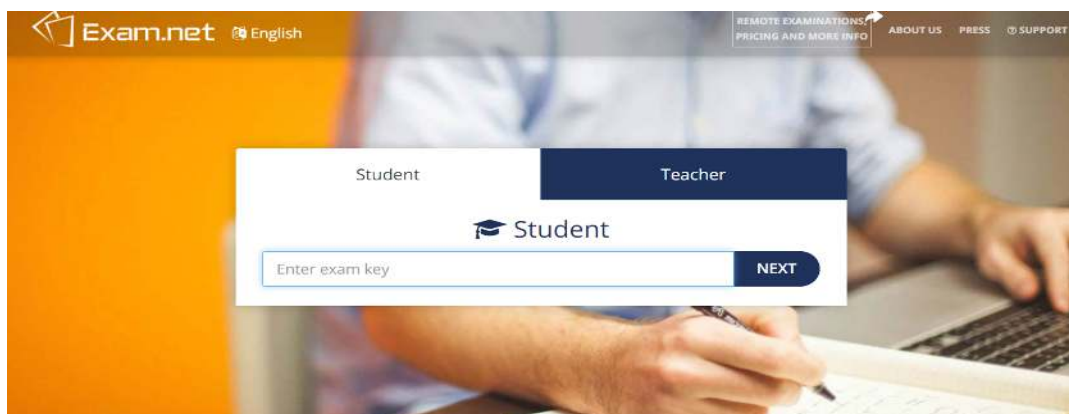 Exam.net
English
REMOTE EXAMINATIONS,
PRICING AND MORE INFO
ABOUT US
PRESS
SUPPORT
Student
Teacher
Student
Enter exam key
NEXT